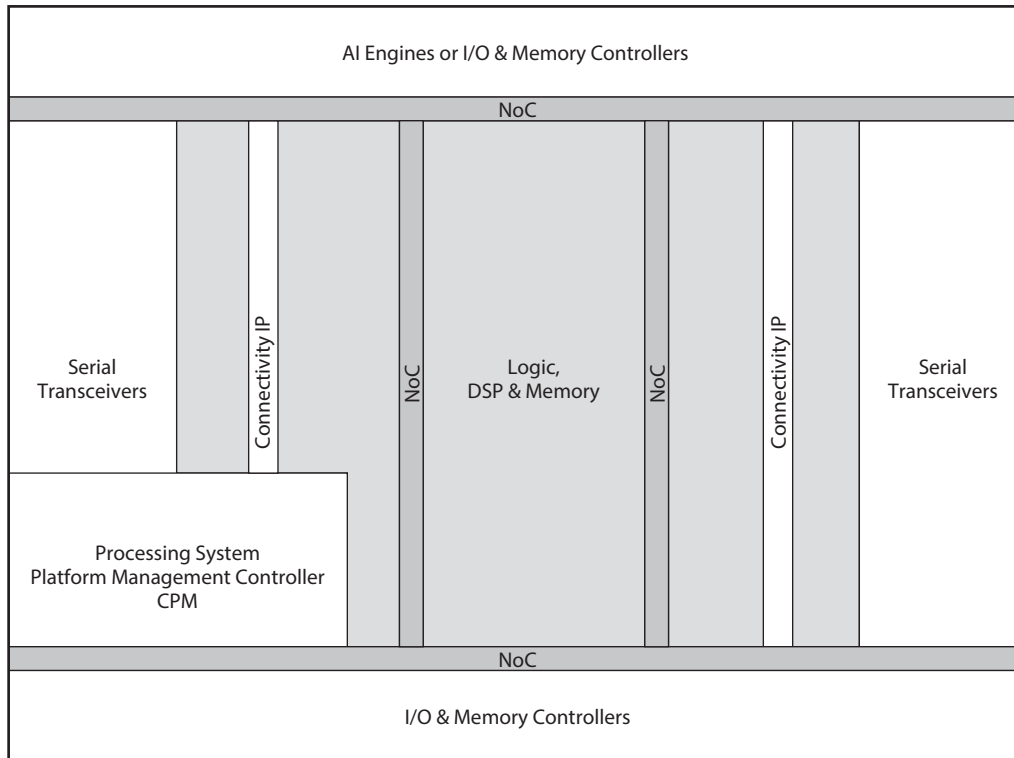 AI Engines or I/O & Memory Controllers
NoC
Serial
Transceivers
Connectivity IP
NoC
Logic,
DSP & Memory
NoC
Connectivity IP
Serial
Transceivers
Processing System
Platform Management Controller
CPM
NoC
I/O & Memory Controllers